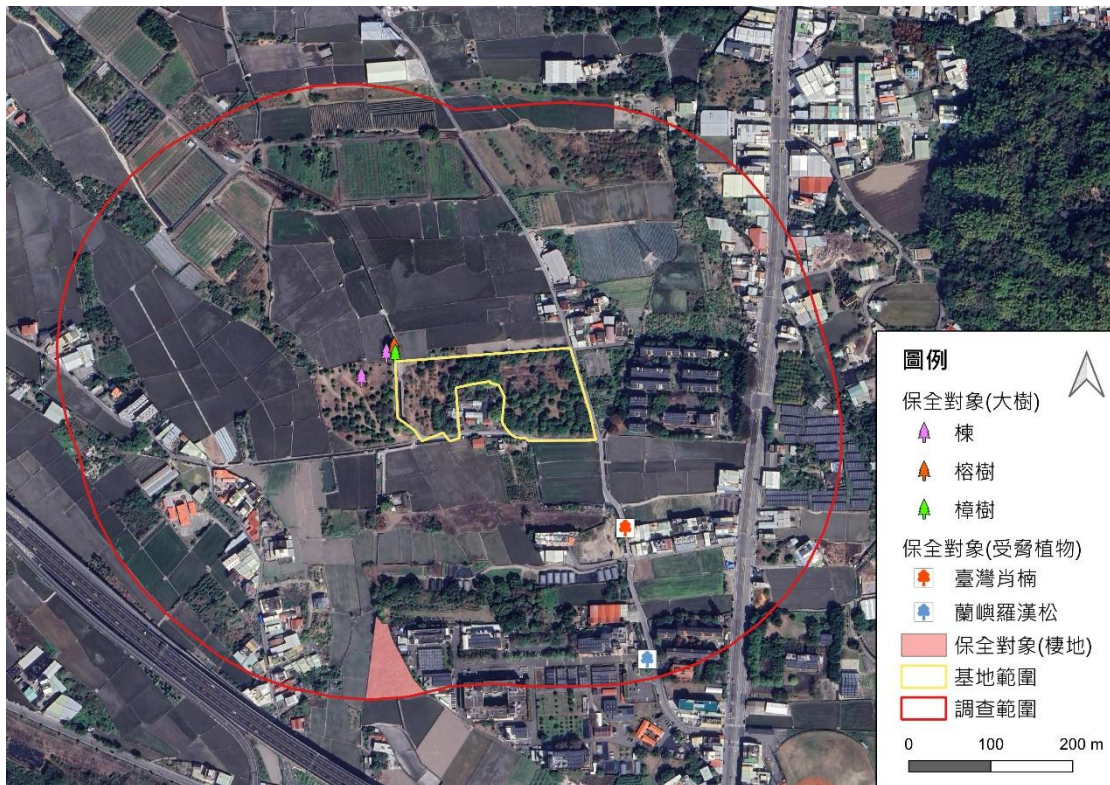 圖例
保全對象(大樹)
楝
榕樹
樟樹
保全對象(受脅植物)
臺灣肖楠
蘭嶼羅漢松
保全對象(棲地)
基地範圍
調查範圍
0 100 200 m